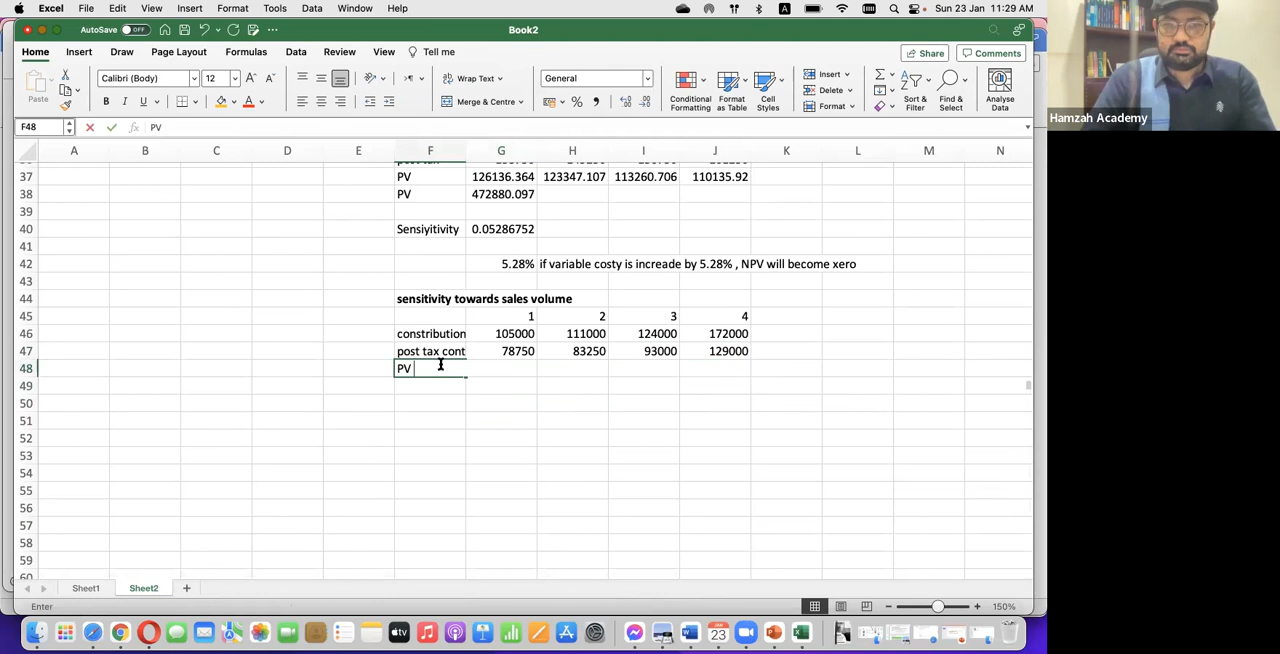 Excel File Edit View Insert Format Tools Data Window Help A Sun 23 Jan 11:29 AM
AutoSave OFF Book2
Home Insert Draw Page Layout Formulas Data Review View Tell me Share Comments
Paste Calibri (Body) 12 Wrap Text General Insert
B I U A Merge & Centre Delete Format
Conditional Formatting Format as Table Cell Styles Sort & Filter Find & Select Analyse Data
F48 fx PV
A B C D E F G H I J K L M N
37 PV 126136.364 123347.107 113260.706 110135.92
38 PV 472880.097
39
40 Sensiyitivity 0.05286752
41
42 5.28% if variable costy is increade by 5.28% , NPV will become xero
43
44 sensitivity towards sales volume
45 1 2 3 4
46 constribution 105000 111000 124000 172000
47 post tax cont 78750 83250 93000 129000
48 PV
49
50
51
52
53
54
55
56
57
58
59
60
Sheet1 Sheet2 +
Enter 150%
JAN 23
tv
Hamzah Academy